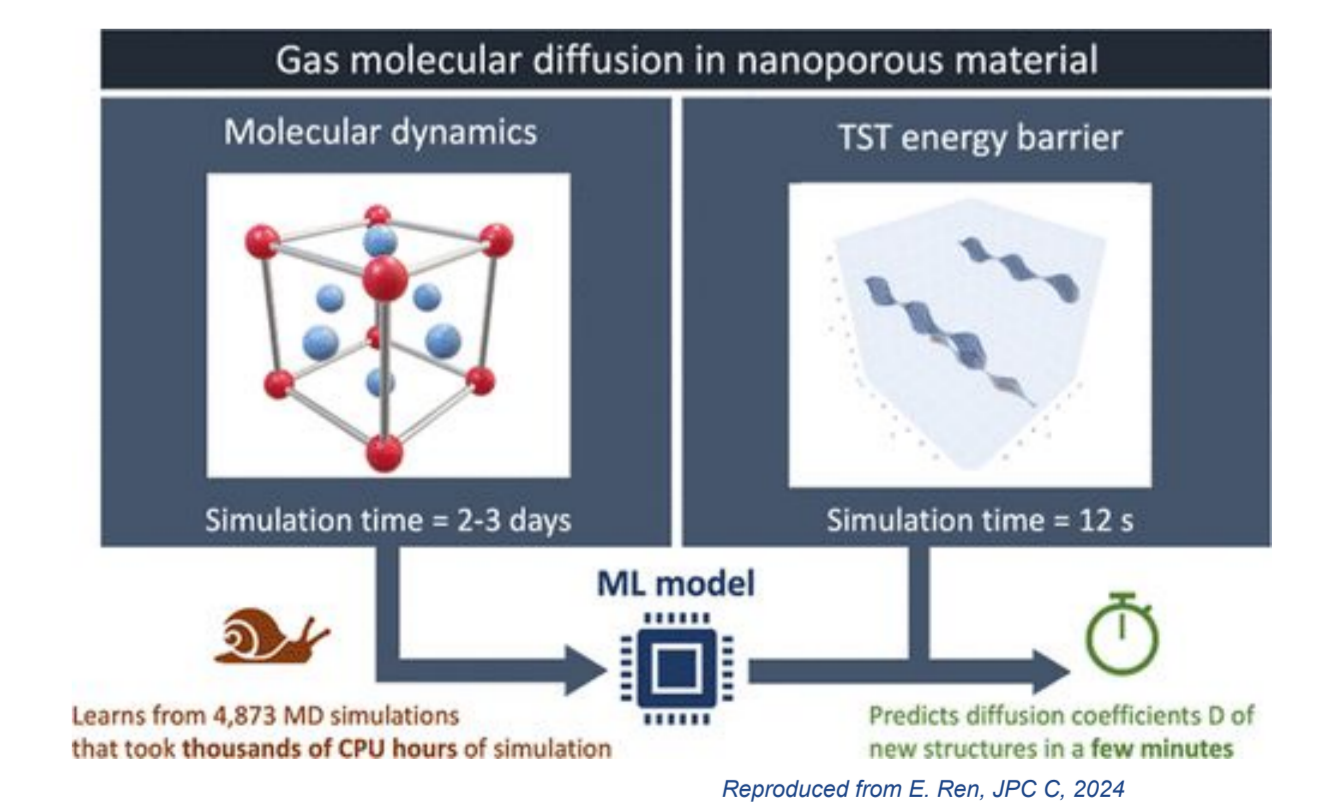 Gas molecular diffusion in nanoporous material
Molecular dynamics
Simulation time = 2-3 days
TST energy barrier
Simulation time = 12 s
ML model
Learns from 4,873 MD simulations
that took thousands of CPU hours of simulation
Predicts diffusion coefficients D of
new structures in a few minutes
Reproduced from E. Ren, JPC C, 2024